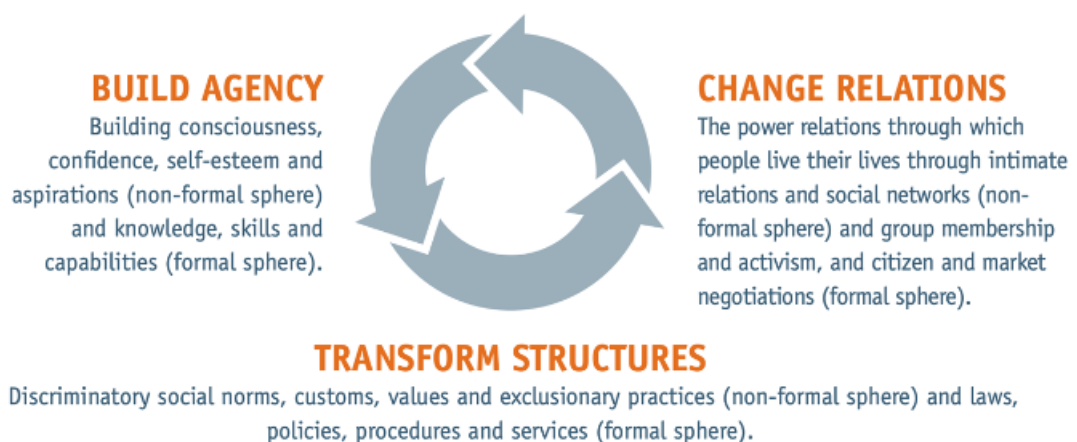 BUILD AGENCY
Building consciousness,
confidence, self-esteem and
aspirations (non-formal sphere)
and knowledge, skills and
capabilities (formal sphere).
CHANGE RELATIONS
The power relations through which
people live their lives through intimate
relations and social networks (non-
formal sphere) and group membership
and activism, and citizen and market
negotiations (formal sphere).
TRANSFORM STRUCTURES
Discriminatory social norms, customs, values and exclusionary practices (non-formal sphere) and laws,
policies, procedures and services (formal sphere).